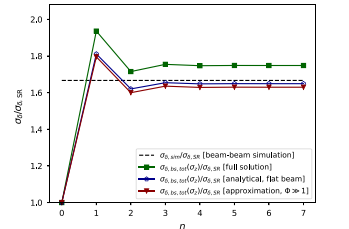 2.0
1.8
1.6
1.4
1.2
1.0
σδ/σδ,SR
σδ,sim/σδ,SR [beam-beam simulation]
σδ,bs,tot(σz)/σδ,SR [full solution]
σδ,bs,tot(σz)/σδ,SR [analytical, flat beam]
σδ,bs,tot(σz)/σδ,SR [approximation, Φ≫1]
0 1 2 3 4 5 6 7
n